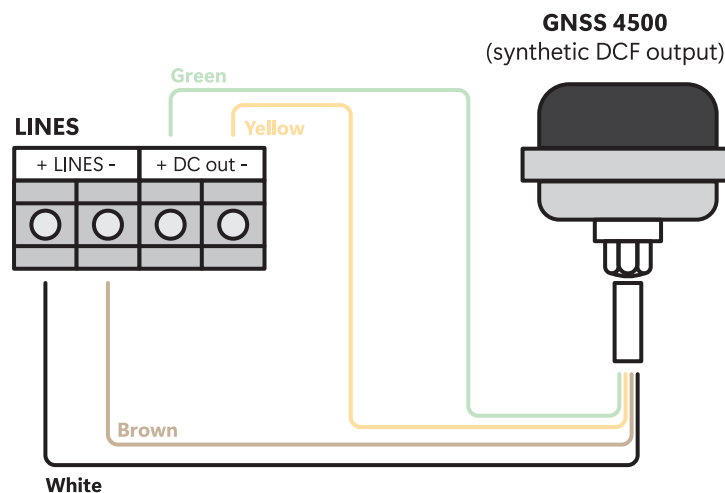 GNSS 4500
(synthetic DCF output)
Green
Yellow
LINES
+ LINES -
+ DC out -
Brown
White